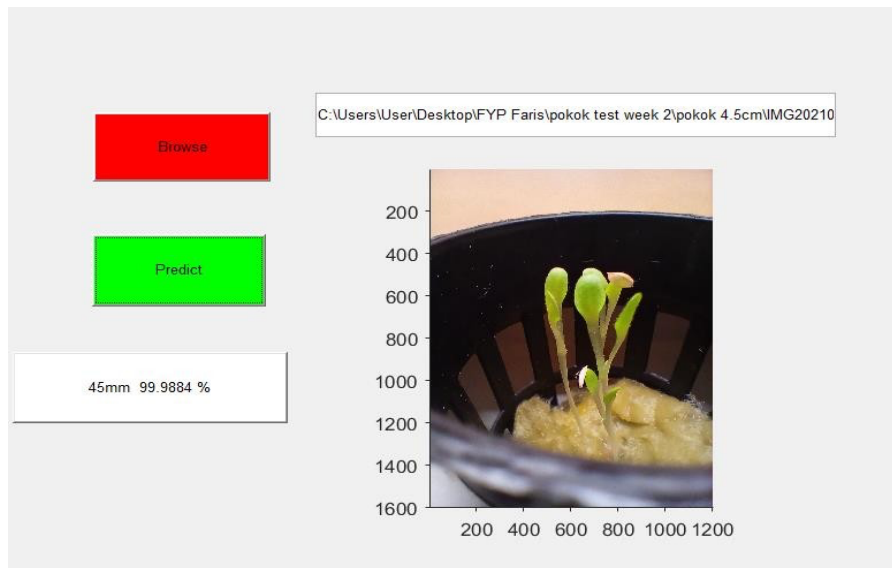 C:\Users\User\Desktop\FYP Faris\pokok test week 2\pokok 4.5cm\IMG20210
Browse
Predict
45mm 99.9884 %
200
400
600
800
1000
1200
1400
1600
200 400 600 800 1000 1200